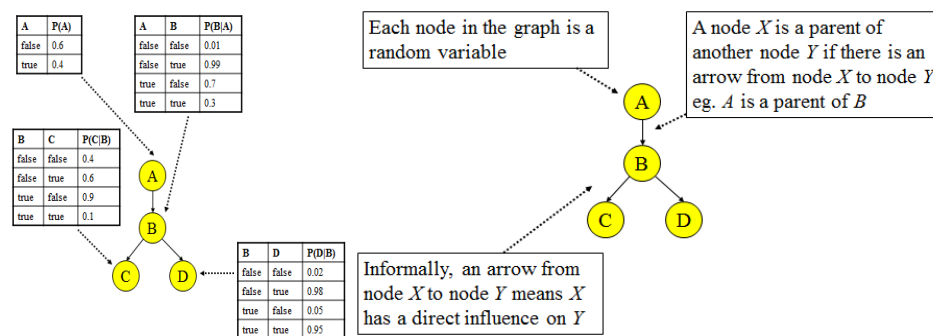 A P(A)
false 0.6
true 0.4
A B P(B|A)
false false 0.01
false true 0.99
true false 0.7
true true 0.3
B C P(C|B)
false false 0.4
false true 0.6
true false 0.9
true true 0.1
A
B
C D
B D P(D|B)
false false 0.02
false true 0.98
true false 0.05
true true 0.95
Each node in the graph is a
random variable
A node X is a parent of
another node Y if there is an
arrow from node X to node Y
eg. A is a parent of B
A
B
C D
Informally, an arrow from
node X to node Y means X
has a direct influence on Y